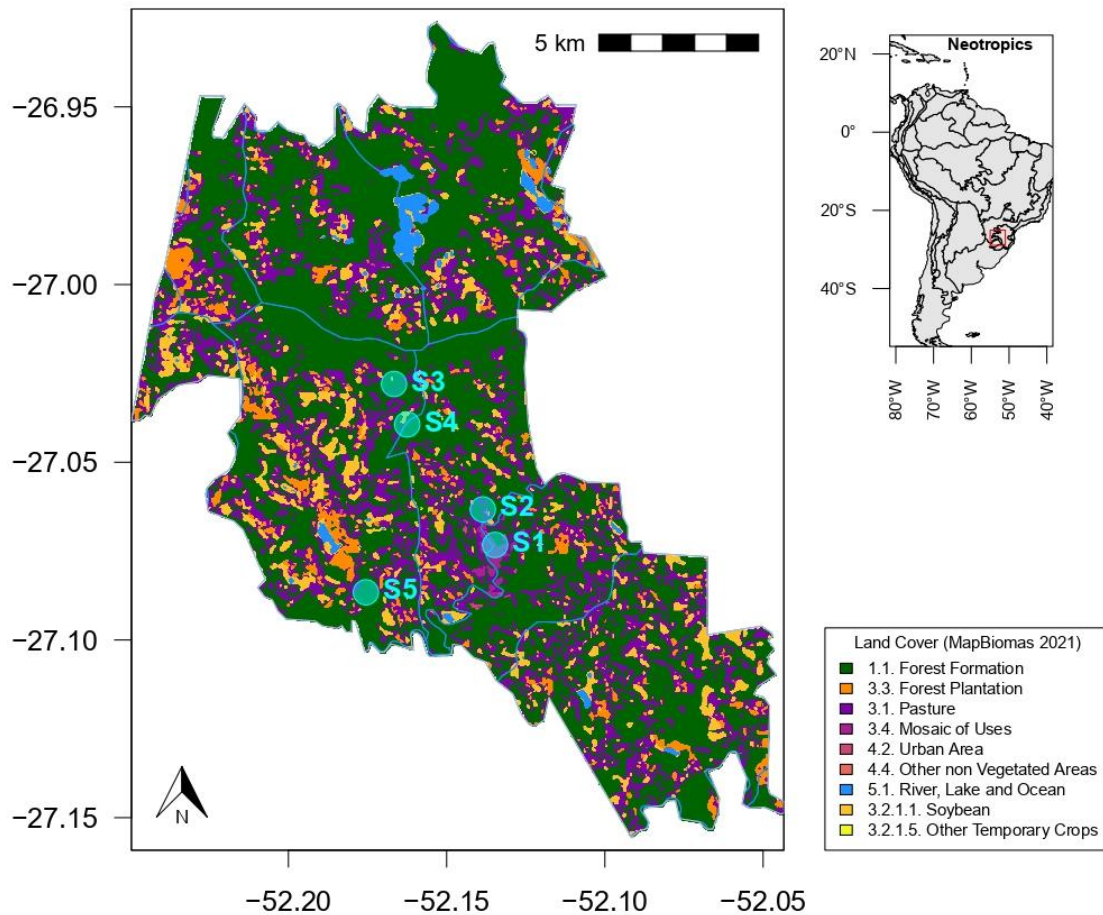 5 km
−26.95
−27.00
−27.05
−27.10
−27.15
−52.20
−52.15
−52.10
−52.05
S3
S4
S2
S1
S5
N
Neotropics
20°N
0°
20°S
40°S
80°W
70°W
60°W
50°W
40°W
Land Cover (MapBiomas 2021)
1.1. Forest Formation
3.3. Forest Plantation
3.1. Pasture
3.4. Mosaic of Uses
4.2. Urban Area
4.4. Other non Vegetated Areas
5.1. River, Lake and Ocean
3.2.1.1. Soybean
3.2.1.5. Other Temporary Crops